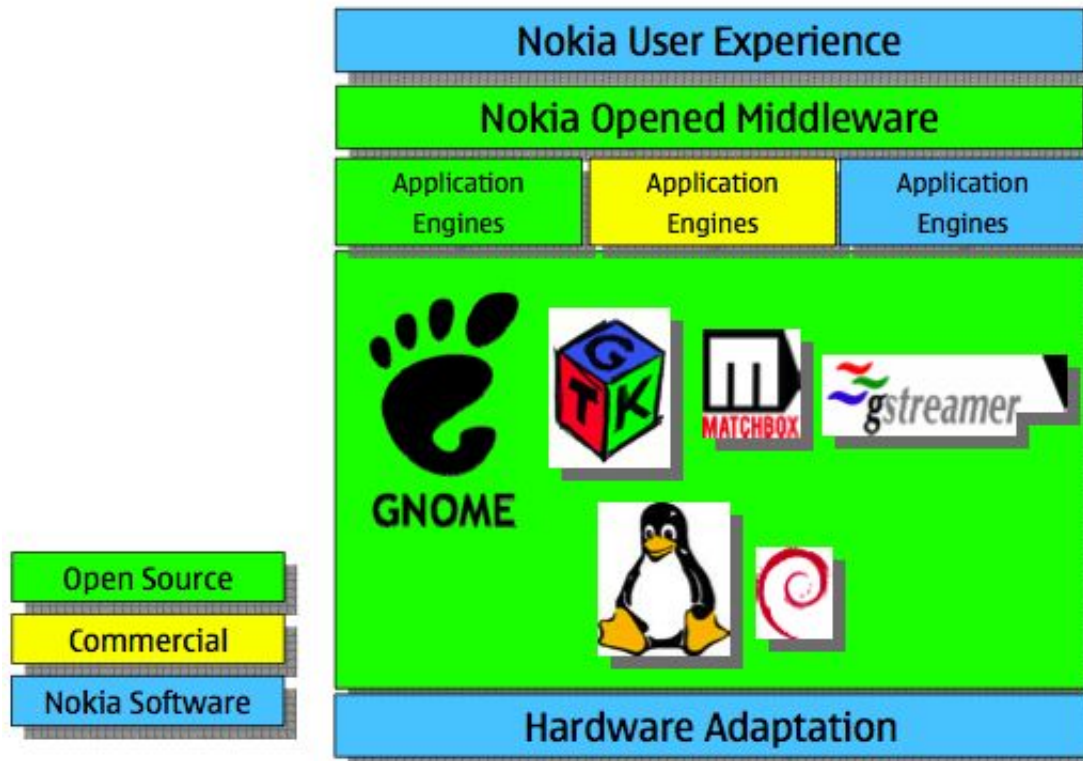 Nokia User Experience
Nokia Opened Middleware
Application
Engines
Application
Engines
Application
Engines
G
T K
GNOME
m
MATCHBOX
gstreamer
Open Source
Commercial
Nokia Software
Hardware Adaptation